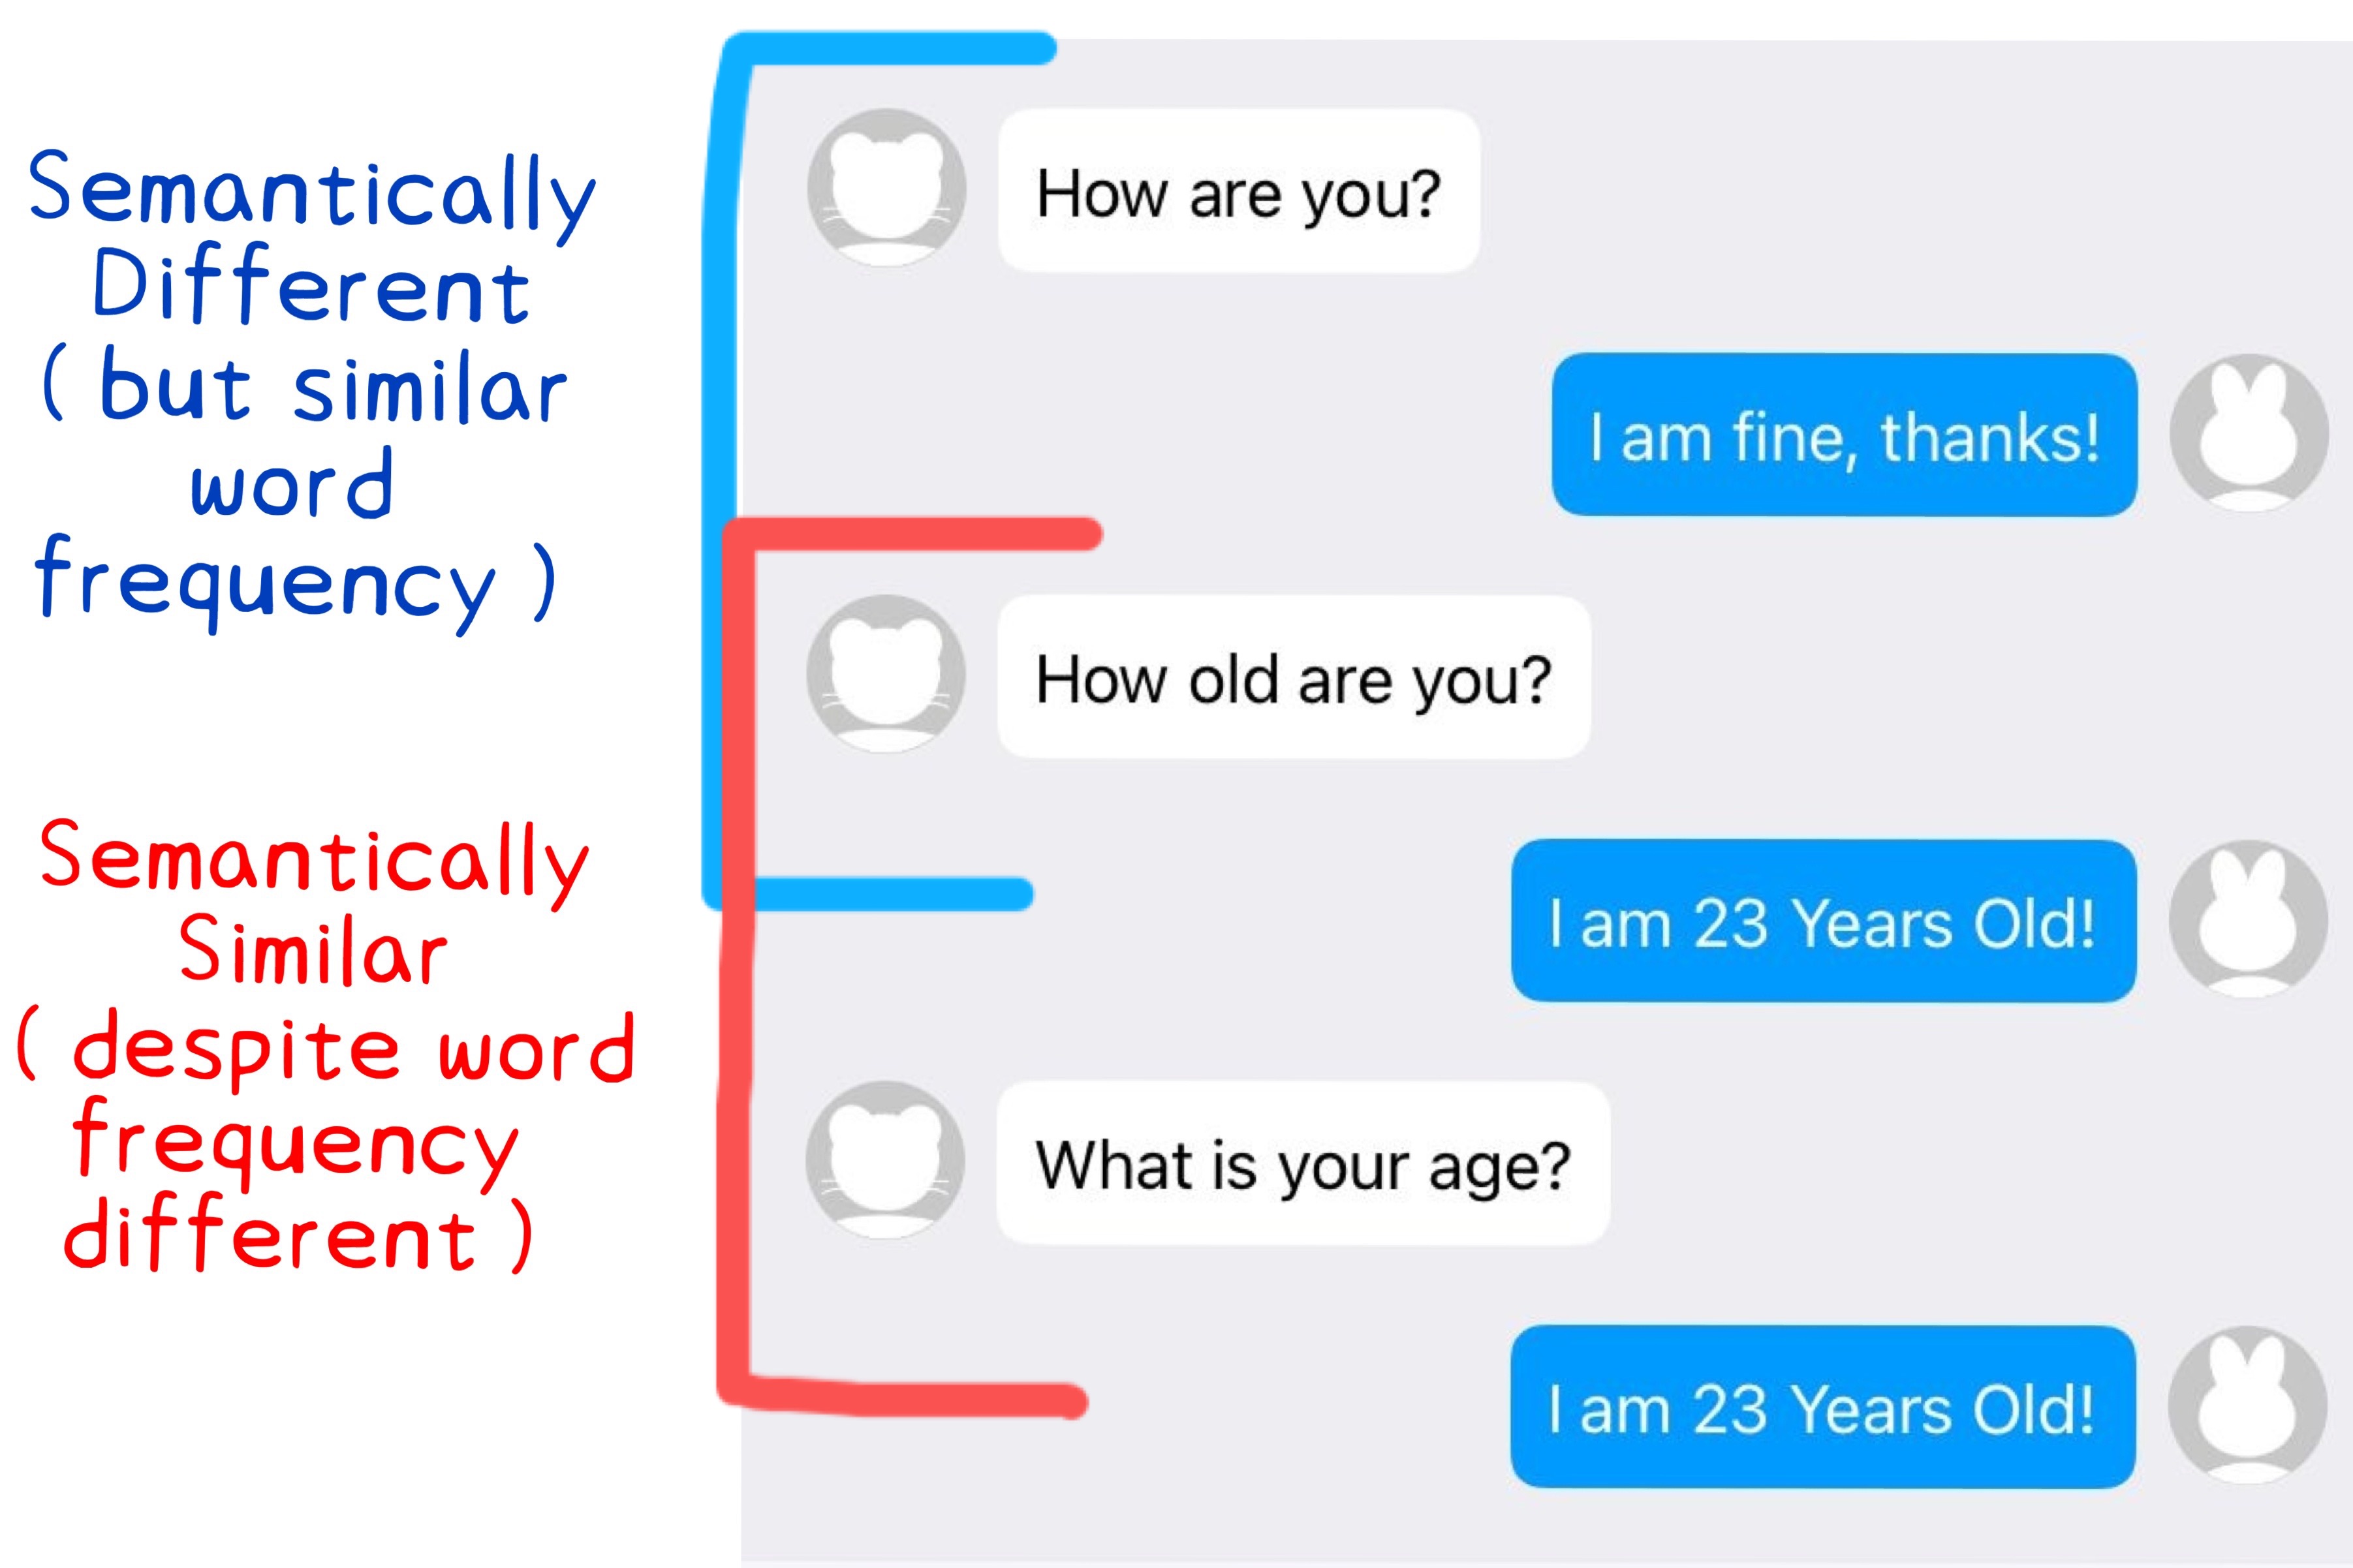 Semantically
Different
( but similar
word
frequency )
Semantically
Similar
( despite word
frequency
different )
How are you?
I am fine, thanks!
How old are you?
I am 23 Years Old!
What is your age?
I am 23 Years Old!